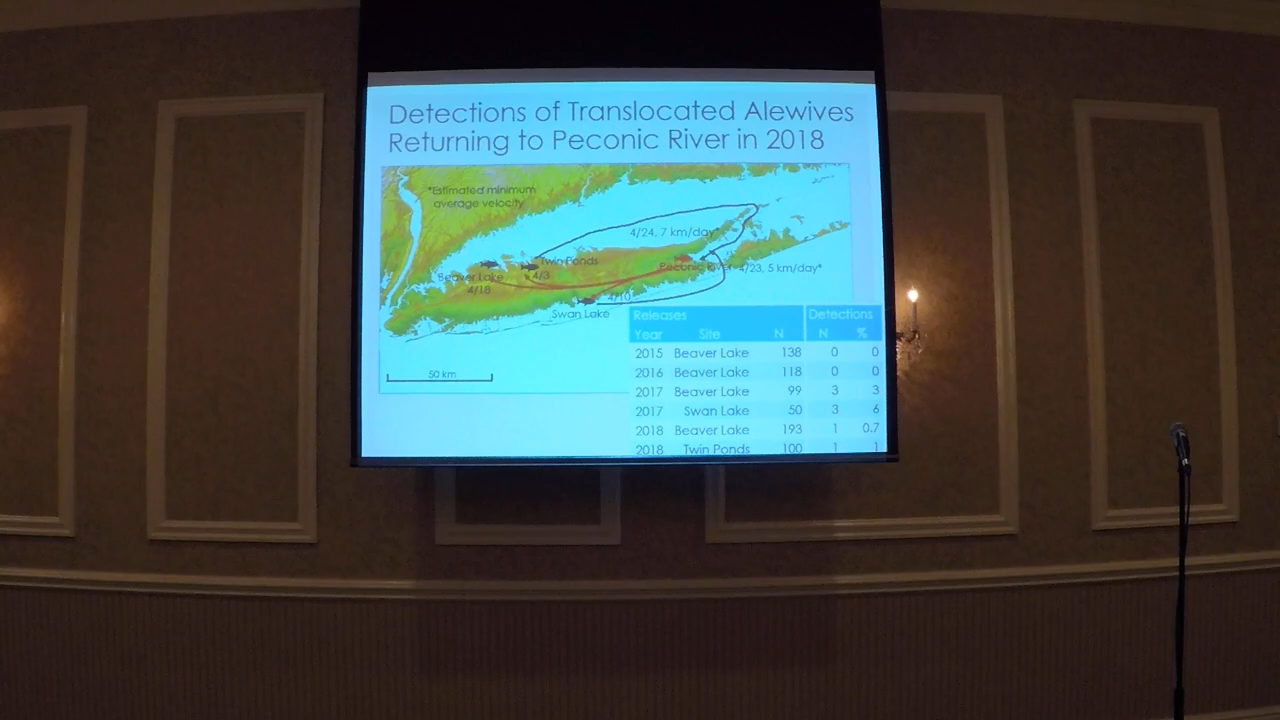 Detections of Translocated Alewives
Returning to Peconic River in 2018
*Estimated minimum
average velocity
4/24, 7 km/day*
Twin Ponds
Beaver Lake
4/3
Peconic River 4/23, 5 km/day*
4/18
4/10
Swan Lake
50 km
Releases Detections
Year Site N N %
2015 Beaver Lake 138 0 0
2016 Beaver Lake 118 0 0
2017 Beaver Lake 99 3 3
2017 Swan Lake 50 3 6
2018 Beaver Lake 193 1 0.7
2018 Twin Ponds 100 1 1